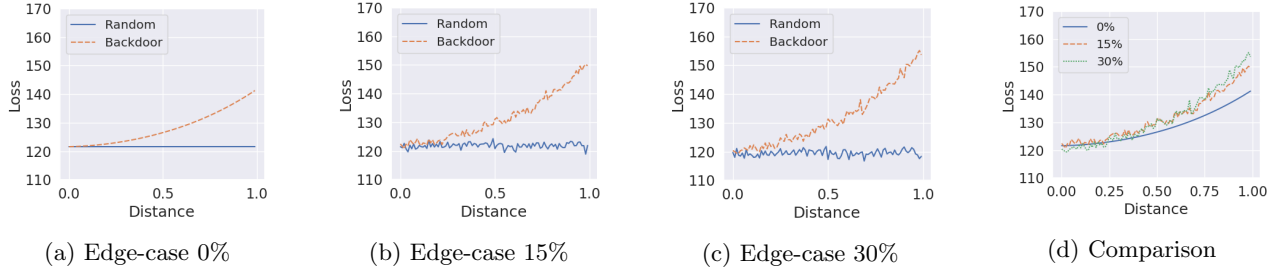 170
160
150
140
130
120
110
Loss
Random
Backdoor
0.0 0.5 1.0
Distance
(a) Edge-case 0%
170
160
150
140
130
120
110
Loss
Random
Backdoor
0.0 0.5 1.0
Distance
(b) Edge-case 15%
170
160
150
140
130
120
110
Loss
Random
Backdoor
0.0 0.5 1.0
Distance
(c) Edge-case 30%
170
160
150
140
130
120
110
Loss
0%
15%
30%
0.00 0.25 0.50 0.75 1.00
Distance
(d) Comparison